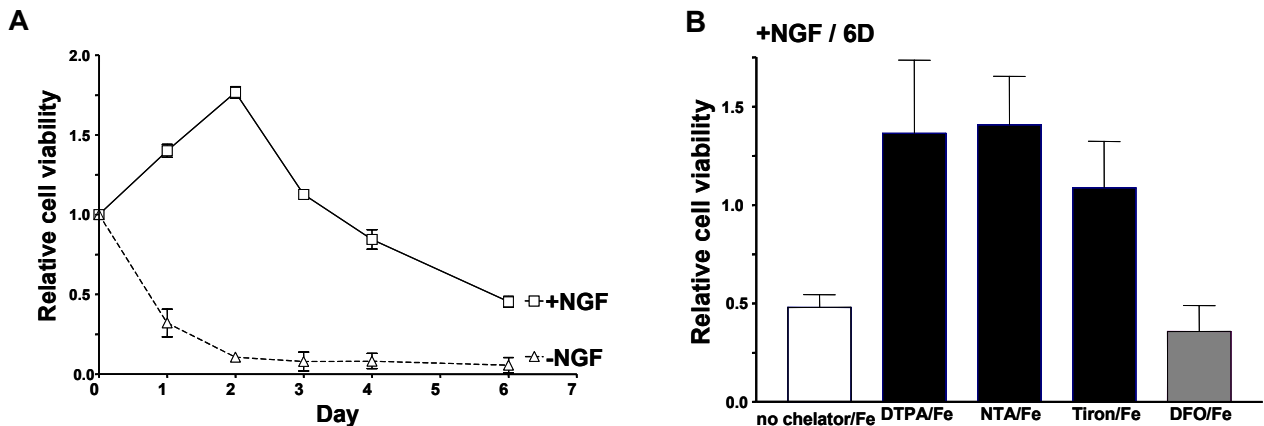 A
Relative cell viability
2.0
1.5
1.0
0.5
0.0
0 1 2 3 4 5 6 7
Day
+NGF
-NGF
B
+NGF / 6D
Relative cell viability
1.5
1.0
0.5
0.0
no chelator/Fe DTPA/Fe NTA/Fe Tiron/Fe DFO/Fe